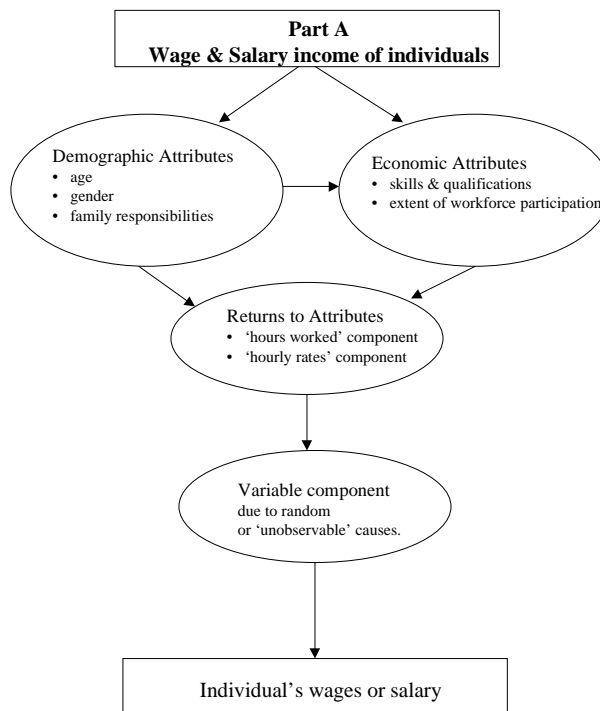 Part A
Wage & Salary income of individuals
Demographic Attributes
• age
• gender
• family responsibilities
Economic Attributes
• skills & qualifications
• extent of workforce participation
Returns to Attributes
• ‘hours worked’ component
• ‘hourly rates’ component
Variable component
due to random
or ‘unobservable’ causes.
Individual’s wages or salary